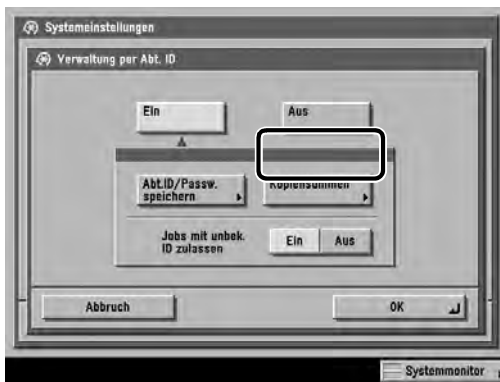 Systemeinstellungen
Verwaltung per Abt. ID
Ein
Aus
Abt.ID/Passw.
speichern
Kopiensummen
Jobs mit unbek.
ID zulassen
Ein
Aus
Abbruch
OK
Systemmonitor